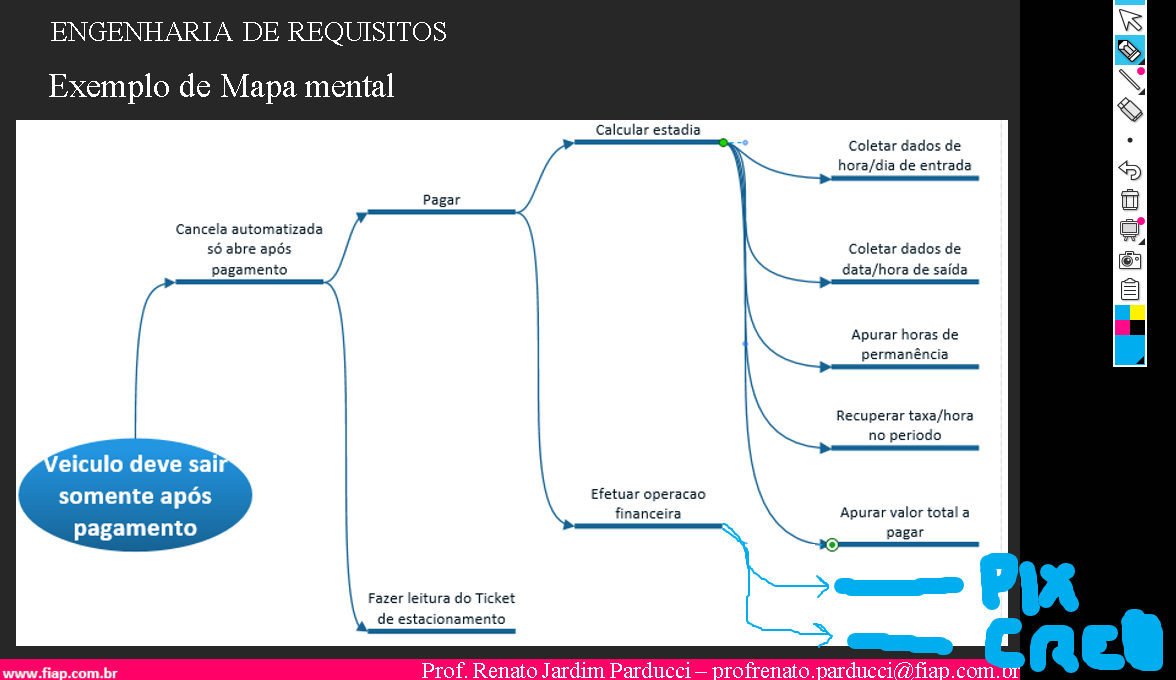 ENGENHARIA DE REQUISITOS
Exemplo de Mapa mental
Calcular estadia
Coletar dados de
hora/dia de entrada
Pagar
Cancela automatizada
só abre após
pagamento
Coletar dados de
data/hora de saída
Apurar horas de
permanência
Recuperar taxa/hora
no periodo
Veiculo deve sair
somente após
pagamento
Efetuar operacao
financeira
Apurar valor total a
pagar
Fazer leitura do Ticket
de estacionamento
PIX
CRED
www.fiap.com.br
Prof. Renato Jardim Parducci – profrenato.parducci@fiap.com.br